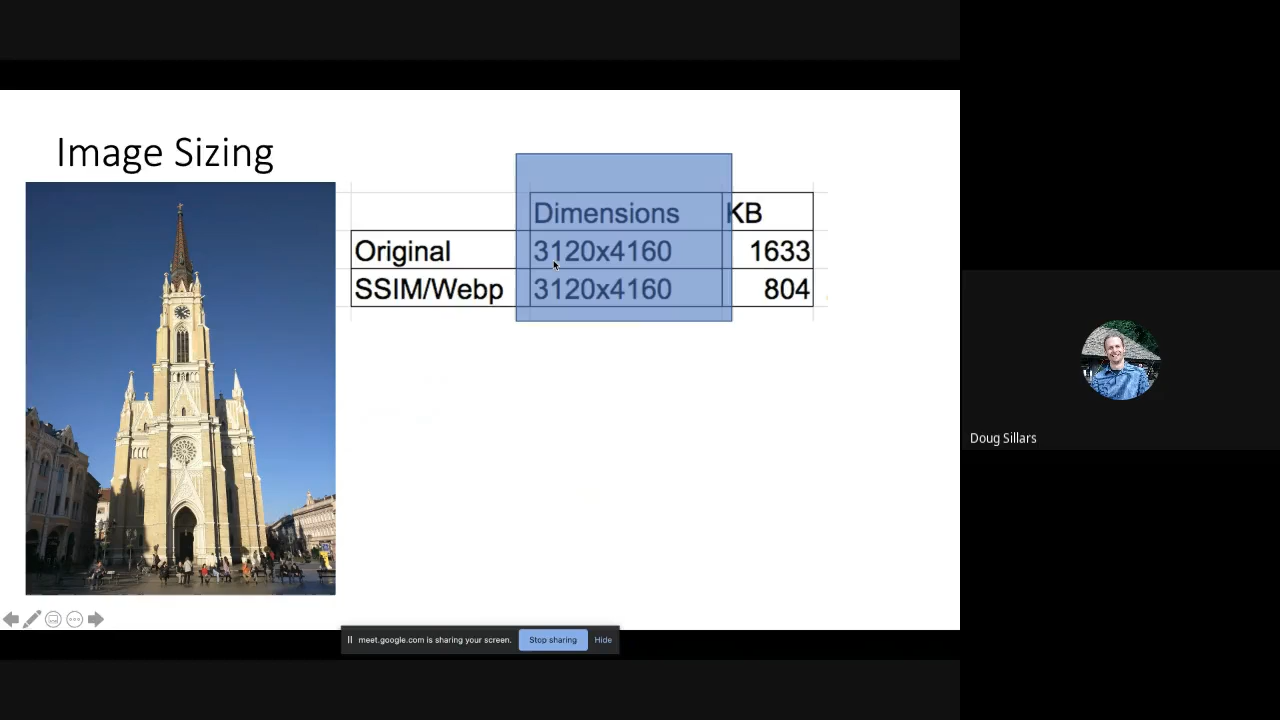 Image Sizing
Dimensions KB
Original 3120x4160 1633
SSIM/Webp 3120x4160 804
Doug Sillars
meet.google.com is sharing your screen. Stop sharing Hide